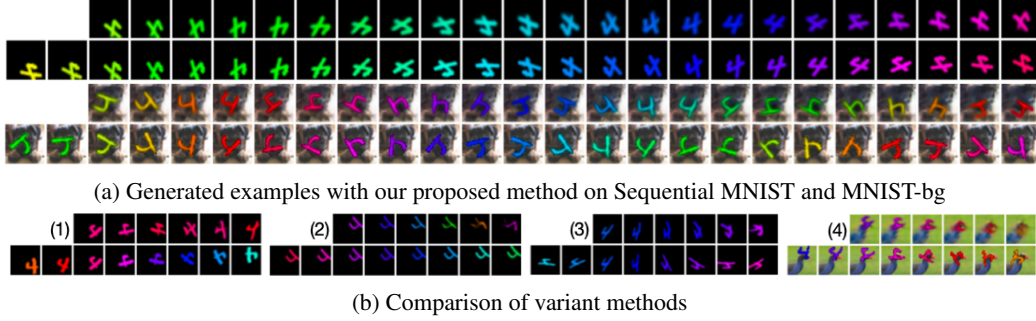 (a) Generated examples with our proposed method on Sequential MNIST and MNIST-bg
(1) (2) (3) (4)
(b) Comparison of variant methods